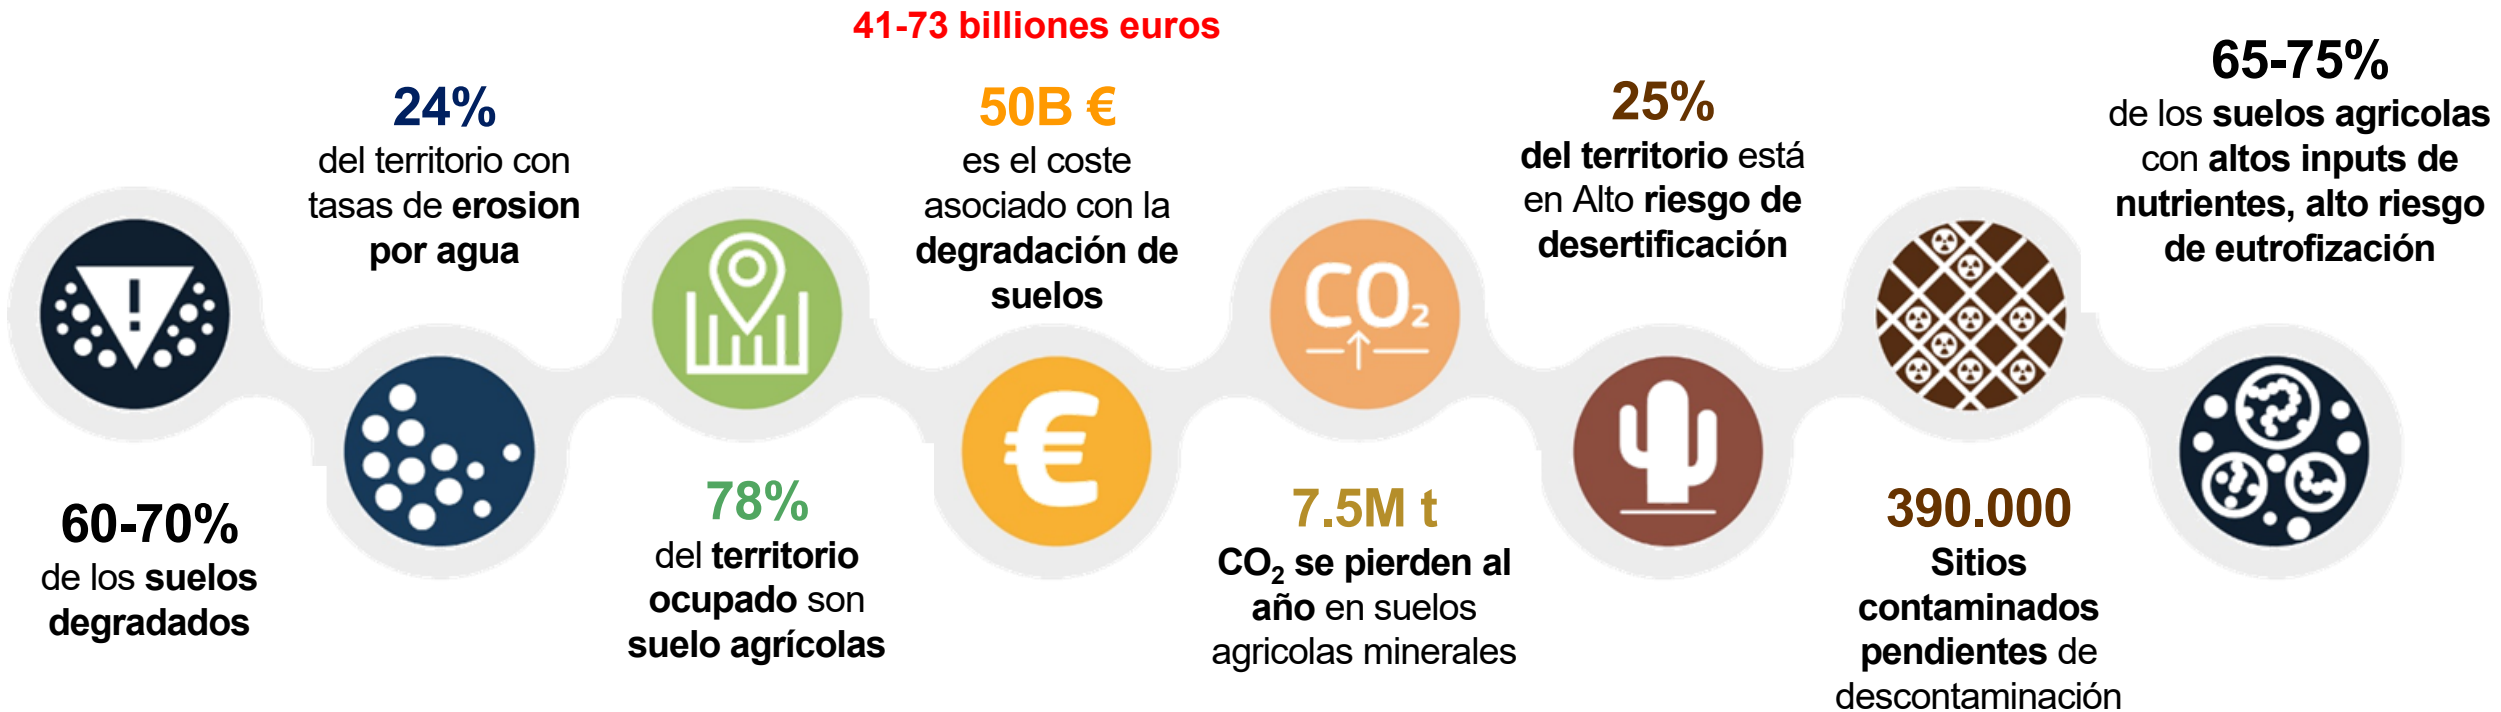 41-73 billiones euros
60-70%
de los suelos
degradados
24%
del territorio con
tasas de erosion
por agua
78%
del territorio
ocupado son
suelo agrícolas
50B €
es el coste
asociado con la
degradación de
suelos
€
CO₂
7.5M t
CO₂ se pierden al
año en suelos
agricolas minerales
25%
del territorio está
en Alto riesgo de
desertificación
390.000
Sitios
contaminados
pendientes de
descontaminación
65-75%
de los suelos agricolas
con altos inputs de
nutrientes, alto riesgo
de eutrofización